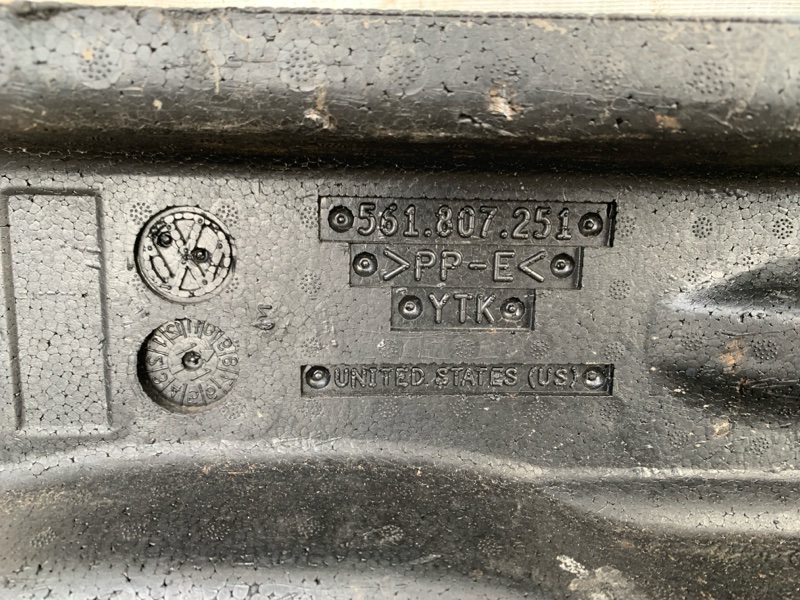 561.807.251
>PP-E<
YTK
UNITED STATES (US)